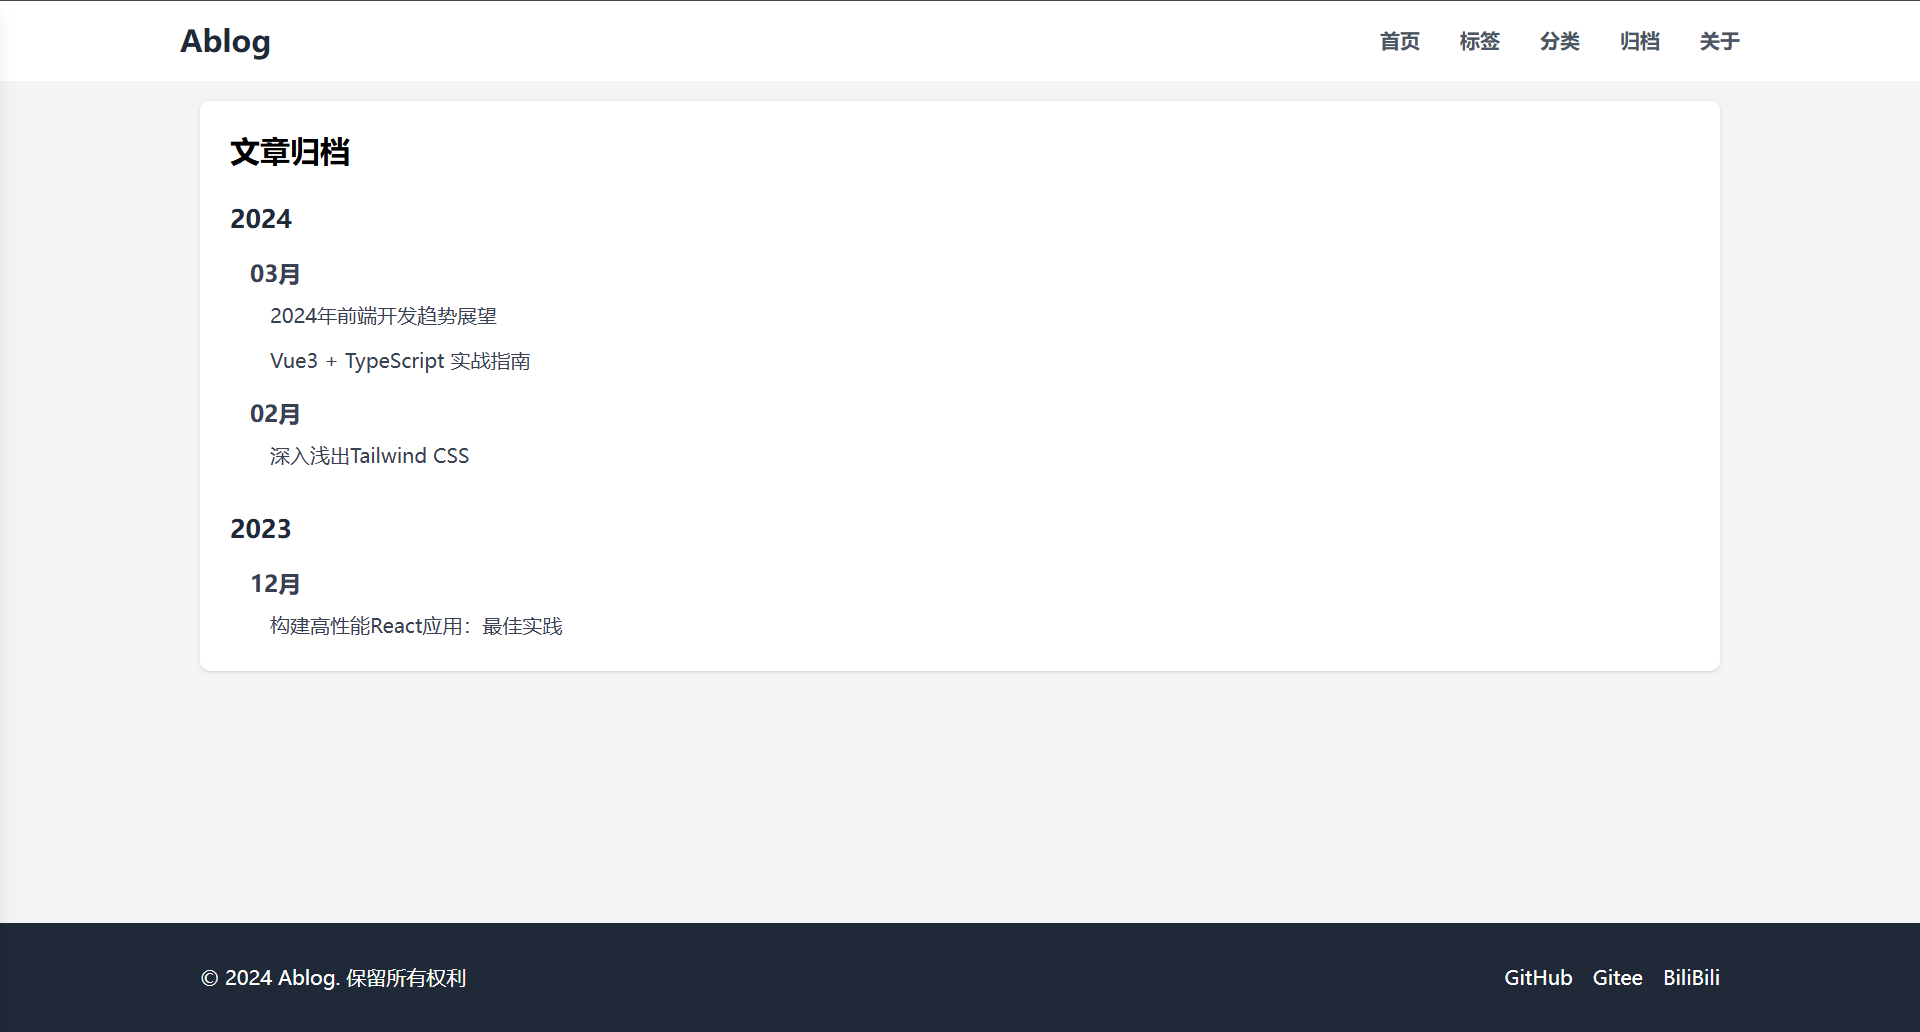 Ablog
首页 标签 分类 归档 关于
文章归档
2024
03月
2024年前端开发趋势展望
Vue3 + TypeScript 实战指南
02月
深入浅出Tailwind CSS
2023
12月
构建高性能React应用：最佳实践
© 2024 Ablog. 保留所有权利
GitHub Gitee BiliBili